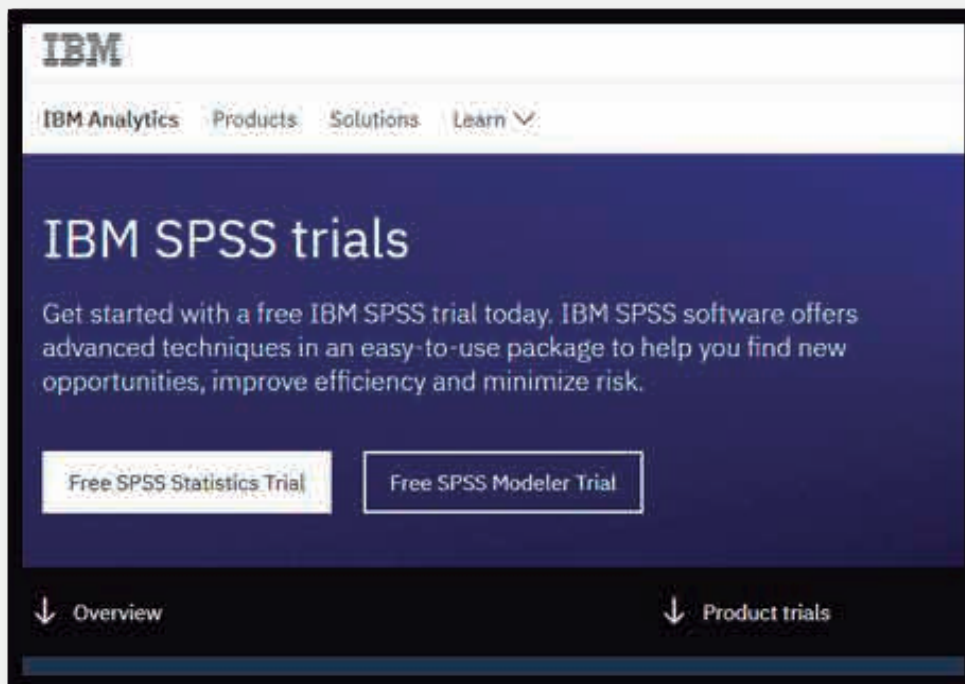 IBM
IBM Analytics Products Solutions Learn
IBM SPSS trials
Get started with a free IBM SPSS trial today. IBM SPSS software offers
advanced techniques in an easy-to-use package to help you find new
opportunities, improve efficiency and minimize risk.
Free SPSS Statistics Trial Free SPSS Modeler Trial
Overview Product trials